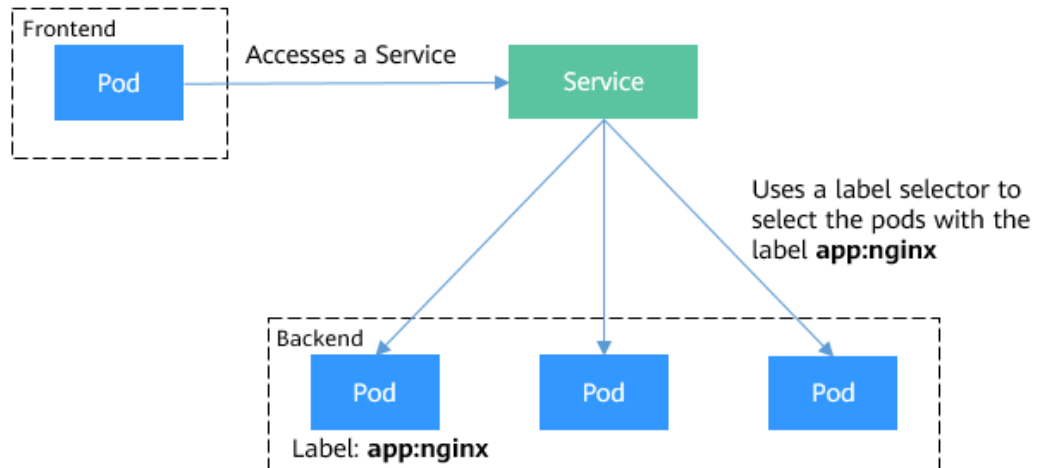 Frontend
Pod
Accesses a Service
Service
Uses a label selector to
select the pods with the
label app:nginx
Backend
Pod
Pod
Pod
Label: app:nginx